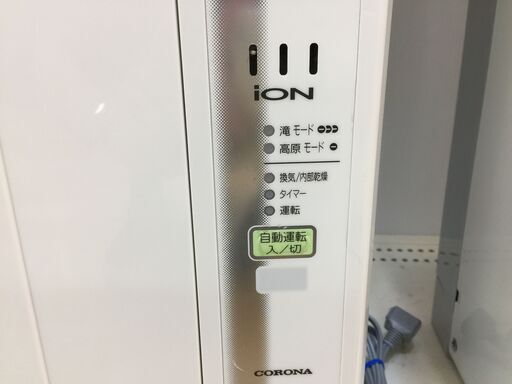 iON
滝モード
高原モード
換気/内部乾燥
タイマー
運転
自動運転
入/切
CORONA